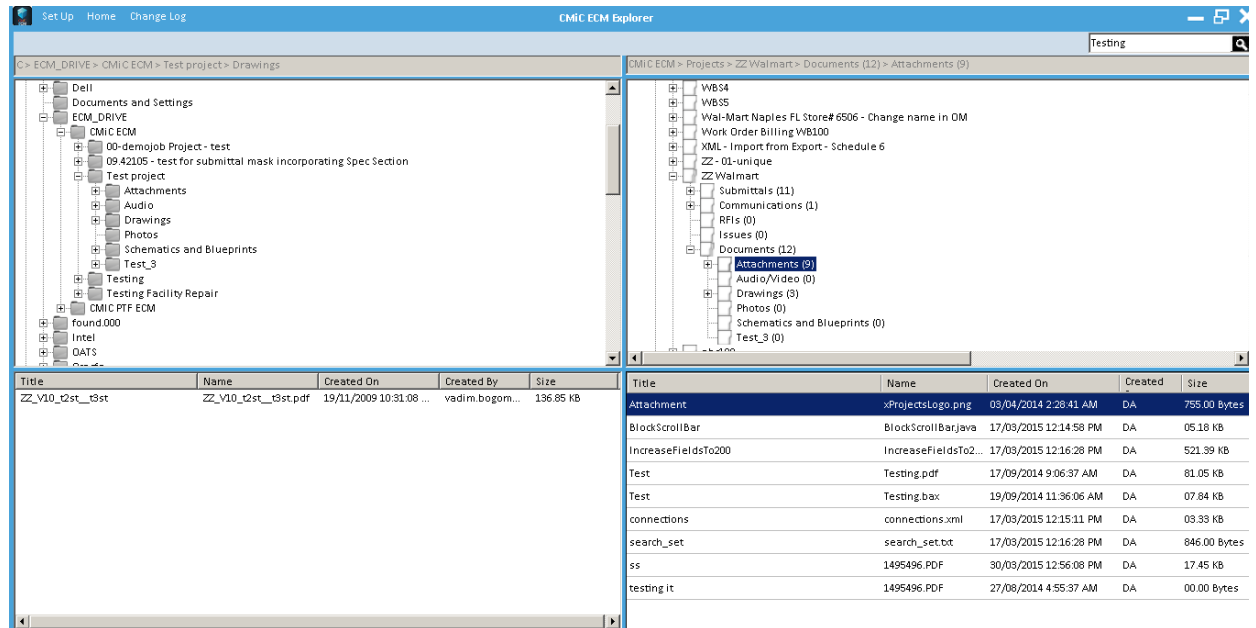 Set Up Home Change Log CMiC ECM Explorer
Testing
C > ECM_DRIVE > CMiC ECM > Test project > Drawings
Dell
Documents and Settings
ECM_DRIVE
CMiC ECM
00-demojob Project - test
09.42105 - test for submittal mask incorporating Spec Section
Test project
Attachments
Audio
Drawings
Photos
Schematics and Blueprints
Test_3
Testing
Testing Facility Repair
CMIC PTF ECM
found.000
Intel
OATS
CMiC ECM > Projects > ZZ Walmart > Documents (12) > Attachments (9)
WBS4
WBS5
Wal-Mart Naples FL Store# 6506 - Change name in OM
Work Order Billing WB100
XML - Import from Export - Schedule 6
ZZ - 01-unique
ZZ Walmart
Submittals (11)
Communications (1)
RFIs (0)
Issues (0)
Documents (12)
Attachments (9)
Audio/Video (0)
Drawings (3)
Photos (0)
Schematics and Blueprints (0)
Test_3 (0)
Title Name Created On Created By Size
ZZ_V10_t2st__t3st ZZ_V10_t2st__t3st.pdf 19/11/2009 10:31:08 ... vadim.bogom... 136.85 KB
Title Name Created On Created Size
Attachment xProjectsLogo.png 03/04/2014 2:28:41 AM DA 755.00 Bytes
BlockScrollBar BlockScrollBar.java 17/03/2015 12:14:58 PM DA 05.18 KB
IncreaseFieldsTo200 IncreaseFieldsTo2... 17/03/2015 12:16:28 PM DA 521.39 KB
Test Testing.pdf 17/09/2014 9:06:37 AM DA 81.05 KB
Test Testing.bax 19/09/2014 11:36:06 AM DA 07.84 KB
connections connections.xml 17/03/2015 12:15:11 PM DA 03.33 KB
search_set search_set.txt 17/03/2015 12:16:28 PM DA 846.00 Bytes
ss 1495496.PDF 30/03/2015 12:56:08 PM DA 17.45 KB
testing it 1495496.PDF 27/08/2014 4:55:37 AM DA 00.00 Bytes